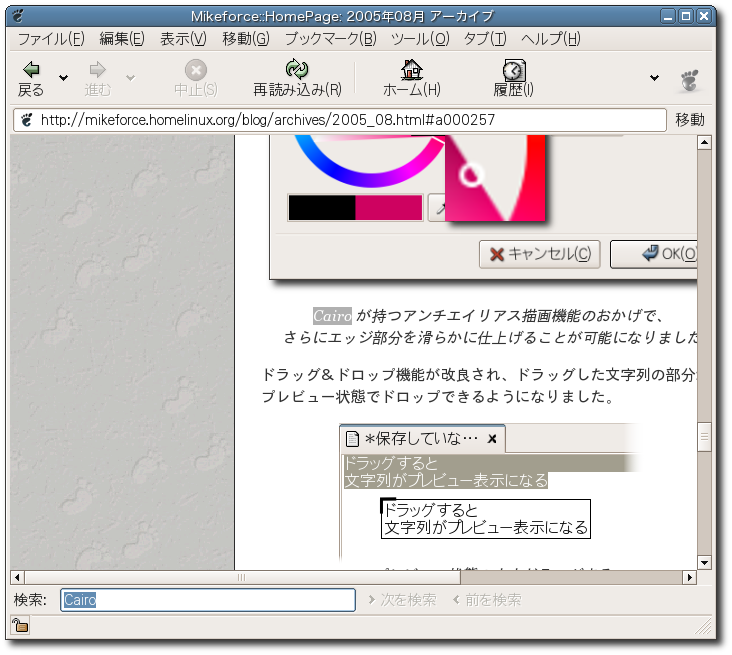 Mikeforce::HomePage: 2005年08月 アーカイブ
ファイル(F) 編集(E) 表示(V) 移動(G) ブックマーク(B) ツール(O) タブ(T) ヘルプ(H)
戻る 進む 中止(S) 再読み込み(R) ホーム(H) 履歴(I)
http://mikeforce.homelinux.org/blog/archives/2005_08.html#a000257 移動
キャンセル(C) OK(O)
Cairo が持つアンチエイリアス描画機能のおかげで、
さらにエッジ部分を滑らかに仕上げることが可能になりました
ドラッグ＆ドロップ機能が改良され、ドラッグした文字列の部分
プレビュー状態でドロップできるようになりました。
*保存していな…
ドラッグすると
文字列がプレビュー表示になる
ドラッグすると
文字列がプレビュー表示になる
検索: Cairo 次を検索 前を検索